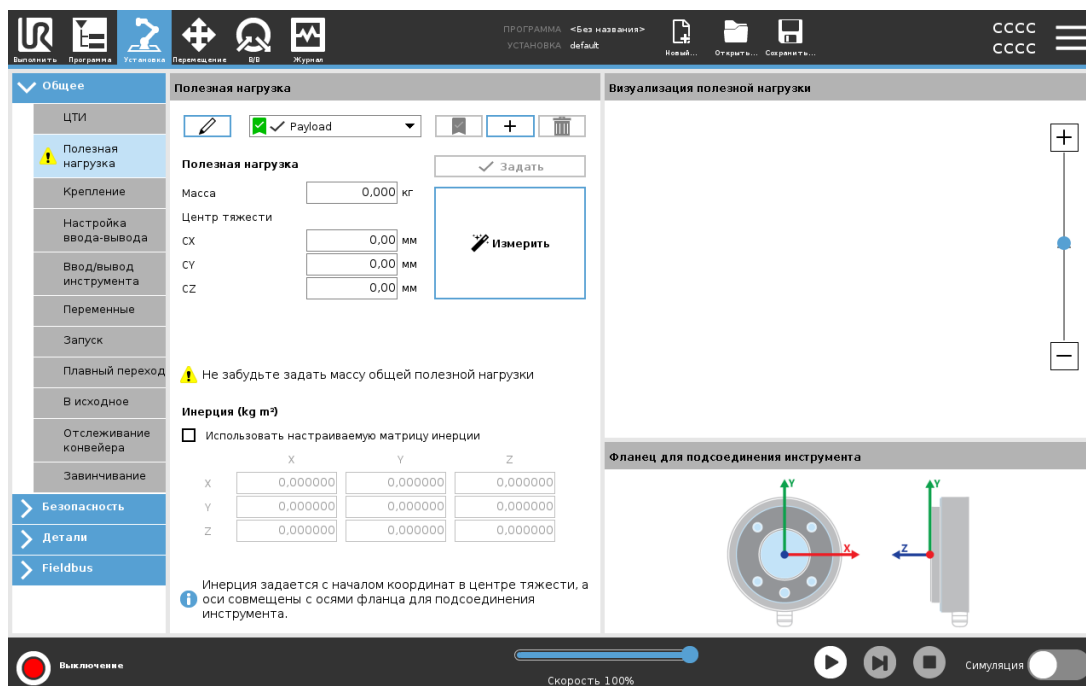 ПРОГРАММА <Без названия>
УСТАНОВКА default
CCCC
CCCC
UR
Выполнить
Программа
Установка
Перемещение
В/В
Журнал
Новый...
Открыть...
Сохранить...
Общее
ЦТИ
Полезная
нагрузка
Крепление
Настройка
ввода-вывода
Ввод/вывод
инструмента
Переменные
Запуск
Плавный переход
В исходное
Отслеживание
конвейера
Завинчивание
Безопасность
Детали
Fieldbus
Полезная нагрузка
Payload
Полезная нагрузка
Задать
Масса 0,000 кг
Центр тяжести
CX 0,00 мм
CY 0,00 мм
CZ 0,00 мм
Измерить
Не забудьте задать массу общей полезной нагрузки
Инерция (kg m²)
Использовать настраиваемую матрицу инерции
X Y Z
X 0,000000 0,000000 0,000000
Y 0,000000 0,000000 0,000000
Z 0,000000 0,000000 0,000000
Инерция задается с началом координат в центре тяжести, а
оси совмещены с осями фланца для подсоединения
инструмента.
Визуализация полезной нагрузки
Фланец для подсоединения инструмента
Y
X
Y
Z
Выключение
Скорость 100%
Симуляция